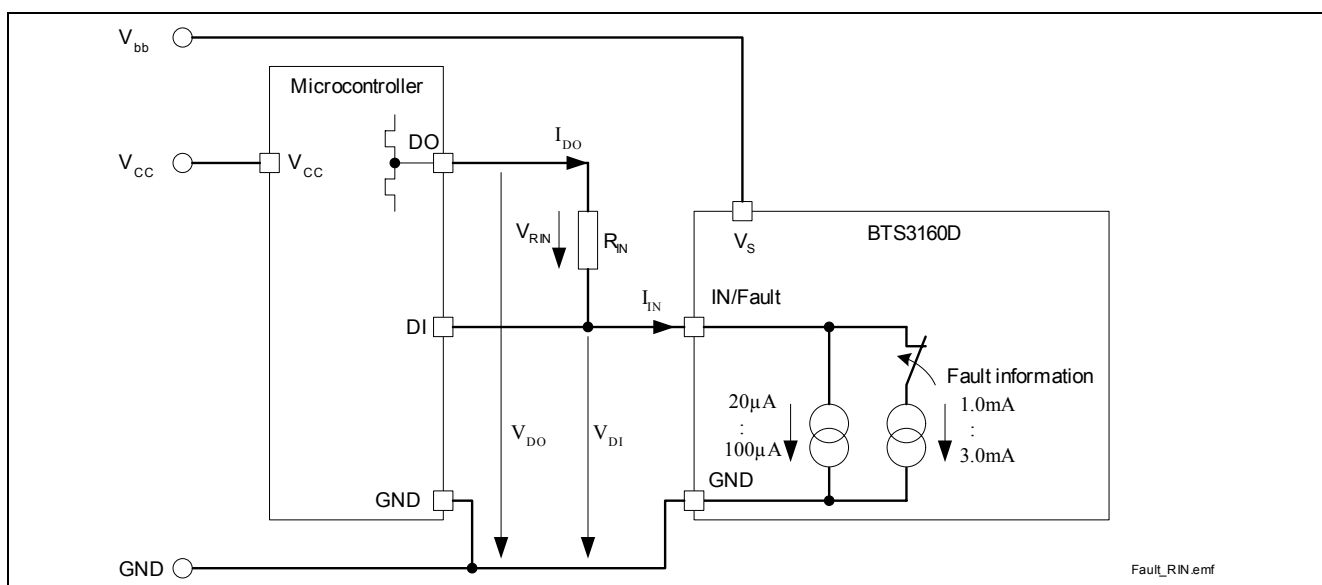 V_bb
Microcontroller
DO
I_DO
V_CC
V_CC
V_RIN
R_IN
V_S
BTS3160D
I_IN
IN/Fault
DI
Fault information
20µA
:
100µA
1.0mA
:
3.0mA
V_DO
V_DI
GND
GND
GND
Fault_RIN.emf